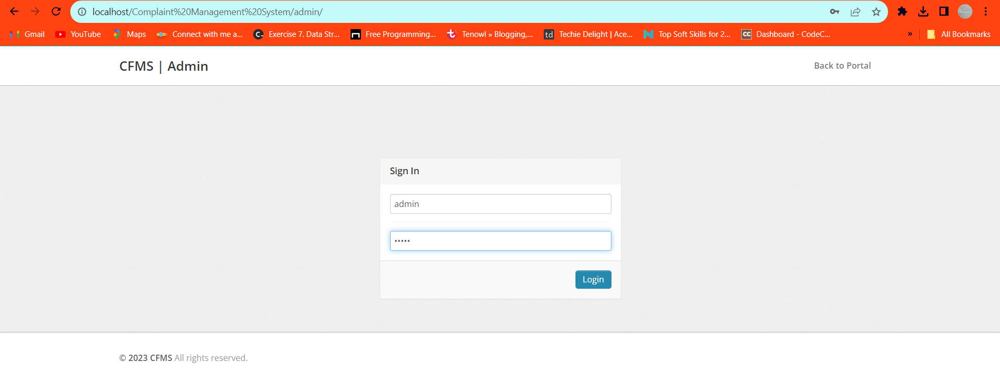 localhost/Complaint%20Management%20System/admin/
Gmail YouTube Maps Connect with me a... C Exercise 7. Data Str... Free Programming... t Tenowl » Blogging,... td Techie Delight | Ace... N Top Soft Skills for 2... CC Dashboard - CodeC... » All Bookmarks
CFMS | Admin Back to Portal
Sign In
admin
•••••
Login
© 2023 CFMS All rights reserved.